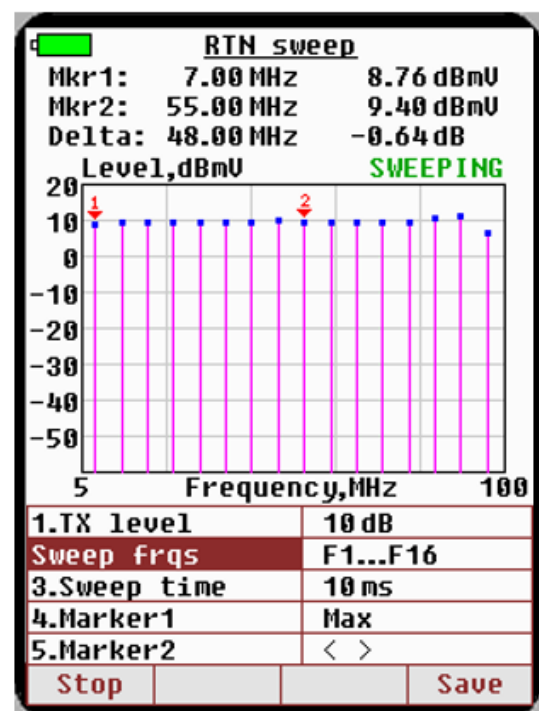 RTN sweep
Mkr1: 7.00 MHz 8.76 dBmV
Mkr2: 55.00 MHz 9.40 dBmV
Delta: 48.00 MHz -0.64 dB
Level,dBmV SWEEPING
20
1 2
10
0
-10
-20
-30
-40
-50
5 Frequency,MHz 100
1.TX level 10 dB
Sweep frqs F1...F16
3.Sweep time 10 ms
4.Marker1 Max
5.Marker2 < >
Stop Save